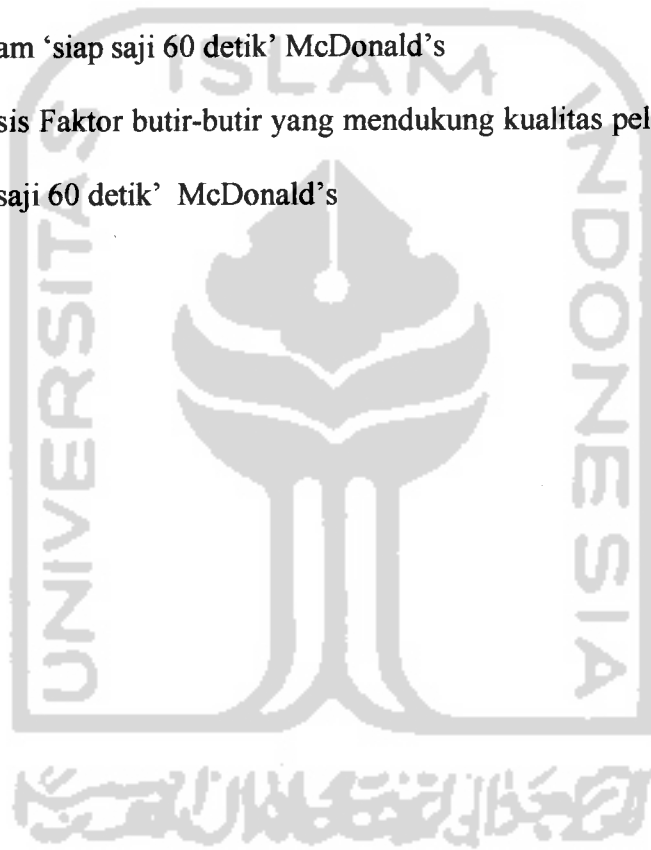 am ‘siap saji 60 detik’ McDonald’s
ISLAM
sis Faktor butir-butir yang mendukung kualitas pel
saji 60 detik’ McDonald’s
UNIVERSITAS
INDONESIA